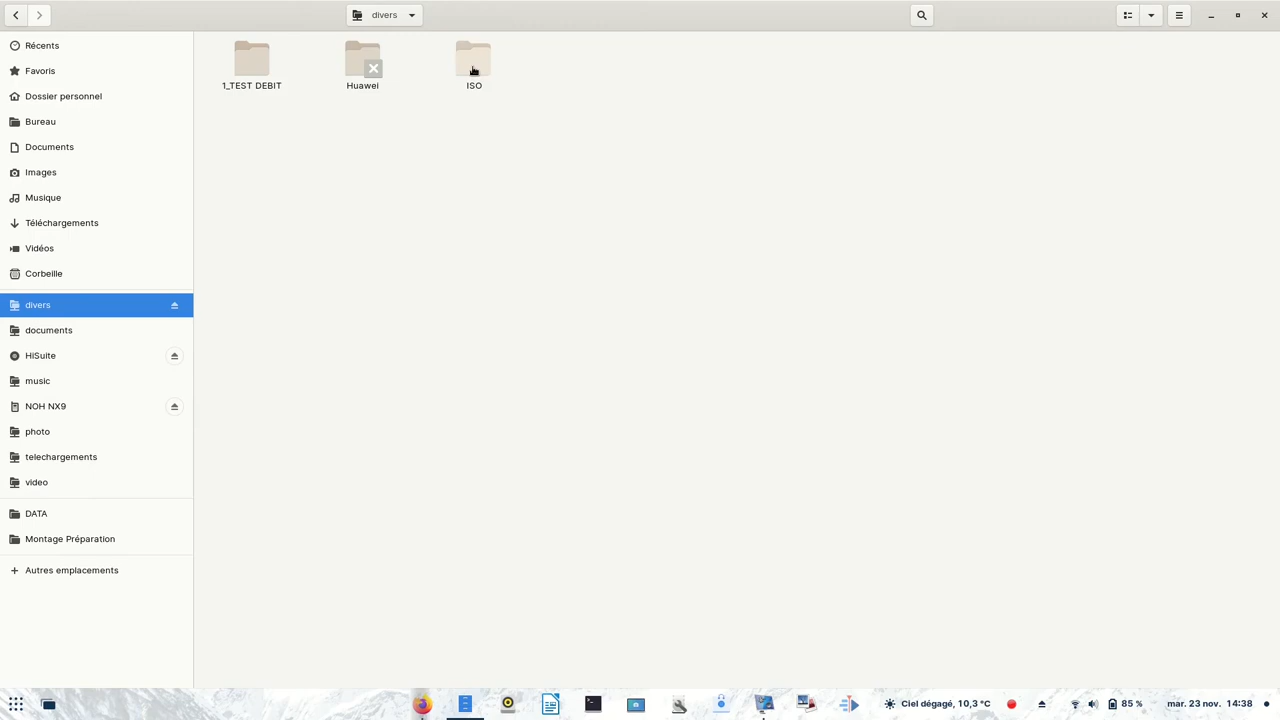 divers
Récents
Favoris
Dossier personnel
Bureau
Documents
Images
Musique
Téléchargements
Vidéos
Corbeille
divers
documents
HiSuite
music
NOH NX9
photo
telechargements
video
DATA
Montage Préparation
Autres emplacements
1_TEST DEBIT
Huawei
ISO
Ciel dégagé, 10,3 °C
85 %
mar. 23 nov. 14:38